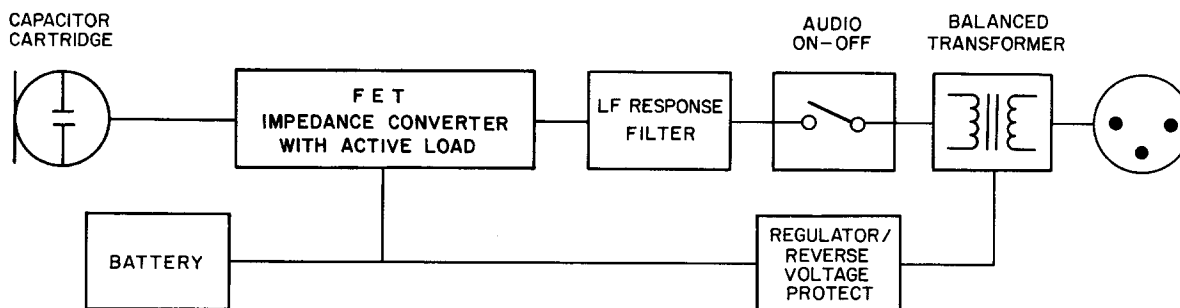 CAPACITOR
CARTRIDGE
FET
IMPEDANCE CONVERTER
WITH ACTIVE LOAD
LF RESPONSE
FILTER
AUDIO
ON-OFF
BALANCED
TRANSFORMER
BATTERY
REGULATOR/
REVERSE
VOLTAGE
PROTECT